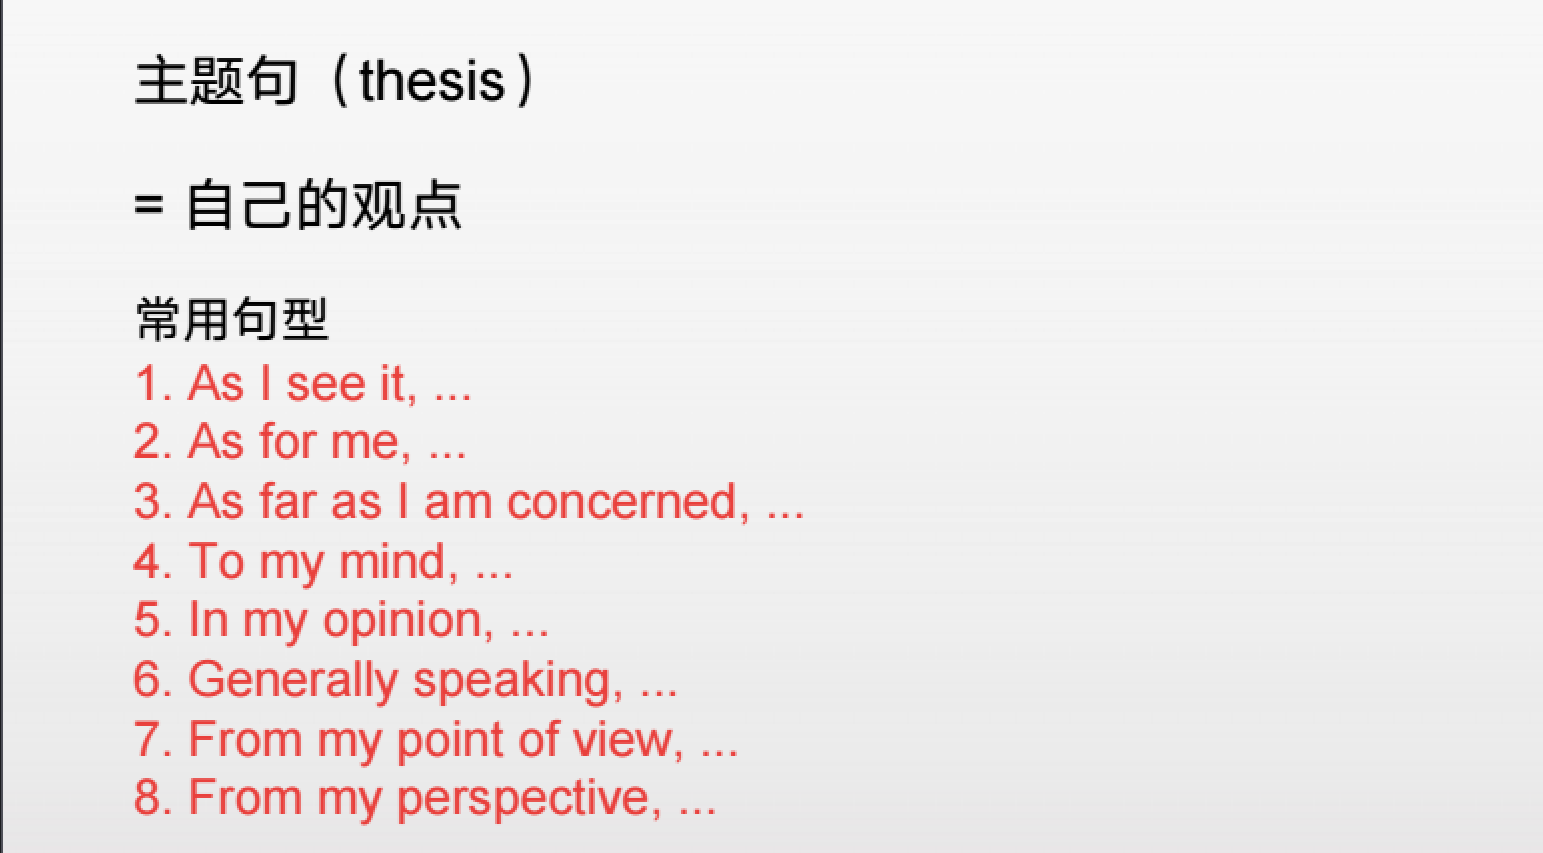 主题句（thesis）
= 自己的观点
常用句型
1. As I see it, ...
2. As for me, ...
3. As far as I am concerned, ...
4. To my mind, ...
5. In my opinion, ...
6. Generally speaking, ...
7. From my point of view, ...
8. From my perspective, ...